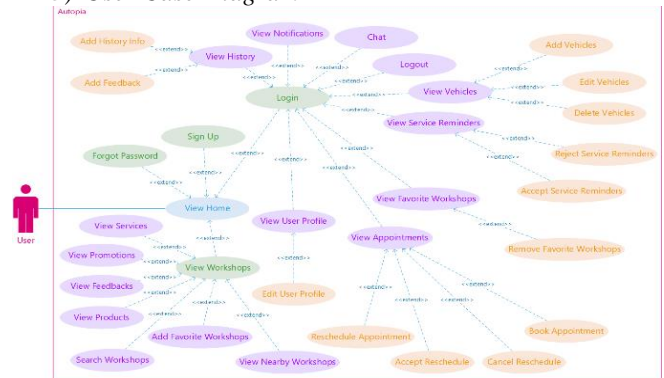 Autopia
View Notifications
Chat
Add Vehicles
Add History Info
<<extend>>
View History
Logout
Add Feedback
View Vehicles
Edit Vehicles
Login
Delete Vehicles
View Service Reminders
Sign Up
Forgot Password
Reject Service Reminders
Accept Service Reminders
View Home
View Favorite Workshops
User
View Services
View User Profile
View Appointments
View Promotions
Remove Favorite Workshops
View Workshops
View Feedbacks
Edit User Profile
View Products
Add Favorite Workshops
Reschedule Appointment
Book Appointment
Search Workshops
View Nearby Workshops
Accept Reschedule
Cancel Reschedule